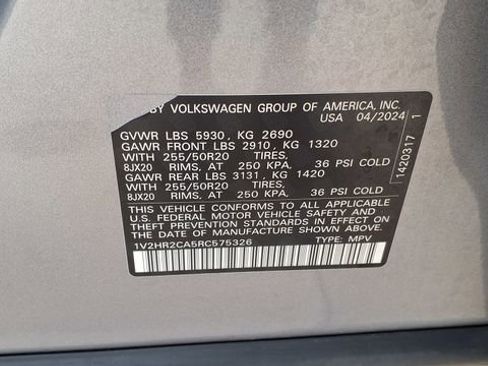 BY VOLKSWAGEN GROUP OF AMERICA, INC.
USA 04/2024
GVWR LBS 5930, KG 2690
GAWR FRONT LBS 2910, KG 1320
WITH 255/50R20 TIRES,
8JX20 RIMS, AT 250 KPA. 36 PSI COLD
GAWR REAR LBS 3131, KG 1420
WITH 255/50R20 TIRES,
8JX20 RIMS, AT 250 KPA. 36 PSI COLD
THIS VEHICLE CONFORMS TO ALL APPLICABLE
U.S. FEDERAL MOTOR VEHICLE SAFETY AND
THEFT PREVENTION STANDARDS IN EFFECT ON
THE DATE OF MANUFACTURE SHOWN ABOVE.
1V2HR2CA5RC575326 TYPE: MPV
1420317 1